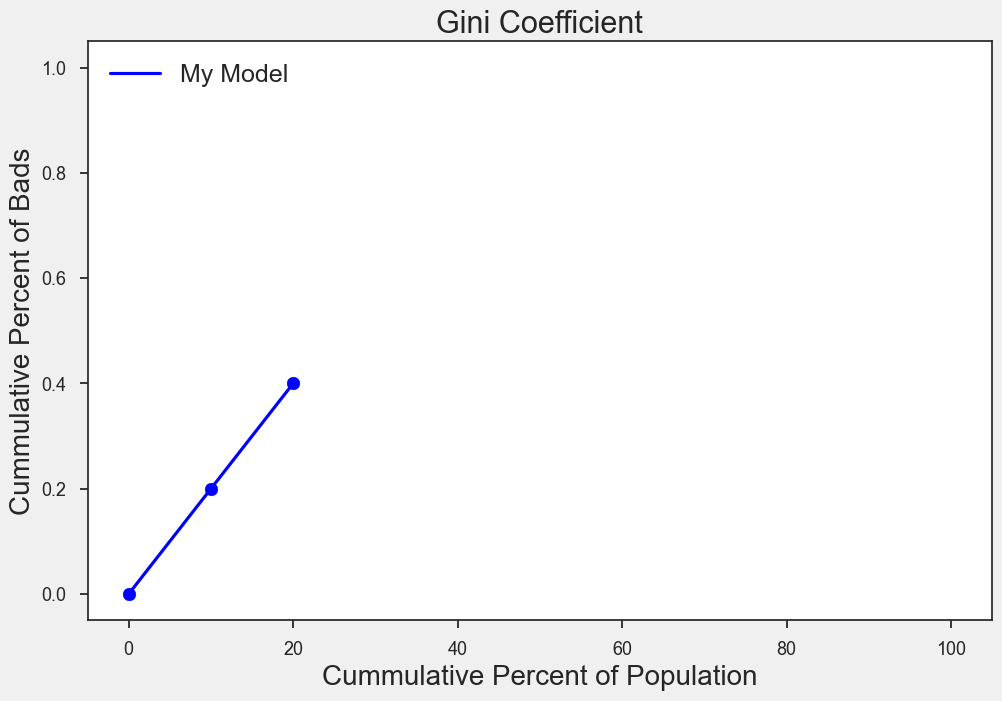 Gini Coefficient
My Model
Cummulative Percent of Bads
1.0
0.8
0.6
0.4
0.2
0.0
0 20 40 60 80 100
Cummulative Percent of Population